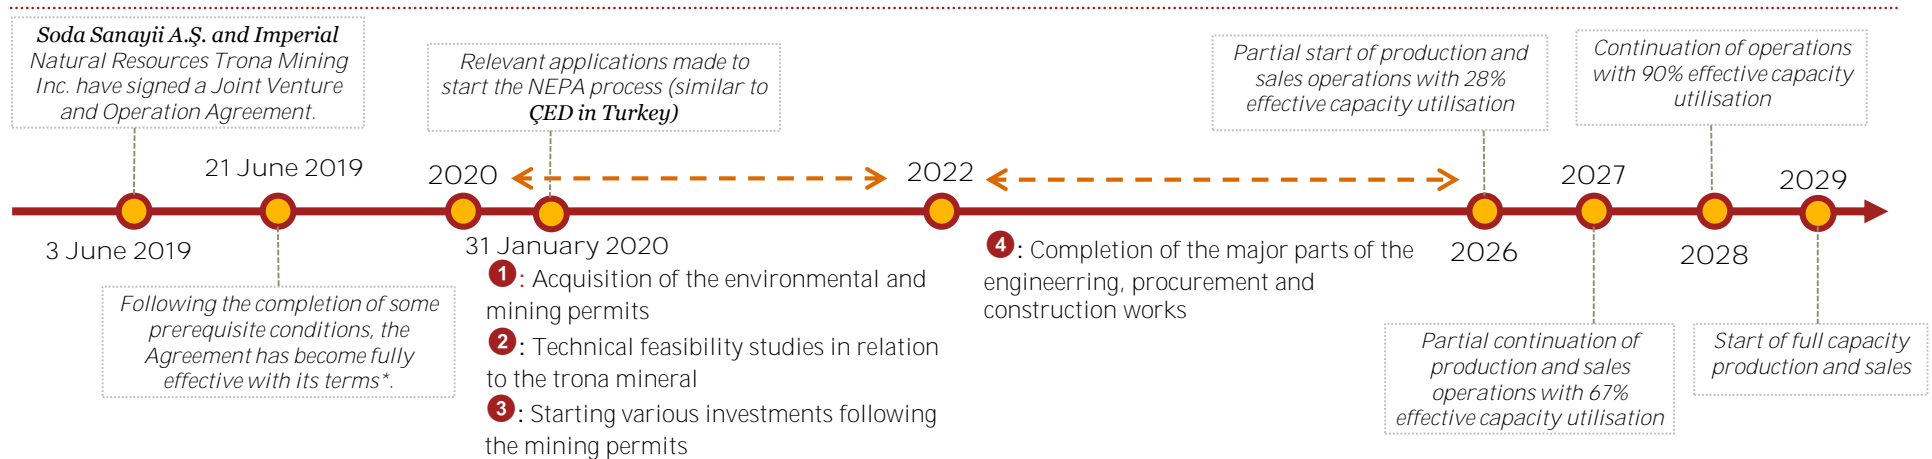 Soda Sanayii A.Ş. and Imperial
Natural Resources Trona Mining
Inc. have signed a Joint Venture
and Operation Agreement.
3 June 2019
21 June 2019
Following the completion of some
prerequisite conditions, the
Agreement has become fully
effective with its terms*.
2020
Relevant applications made to
start the NEPA process (similar to
ÇED in Turkey)
31 January 2020
1: Acquisition of the environmental and
mining permits
2: Technical feasibility studies in relation
to the trona mineral
3: Starting various investments following
the mining permits
2022
4: Completion of the major parts of the
engineerring, procurement and
construction works
Partial start of production and
sales operations with 28%
effective capacity utilisation
2026
2027
Partial continuation of
production and sales
operations with 67%
effective capacity utilisation
Continuation of operations
with 90% effective capacity
utilisation
2028
2029
Start of full capacity
production and sales